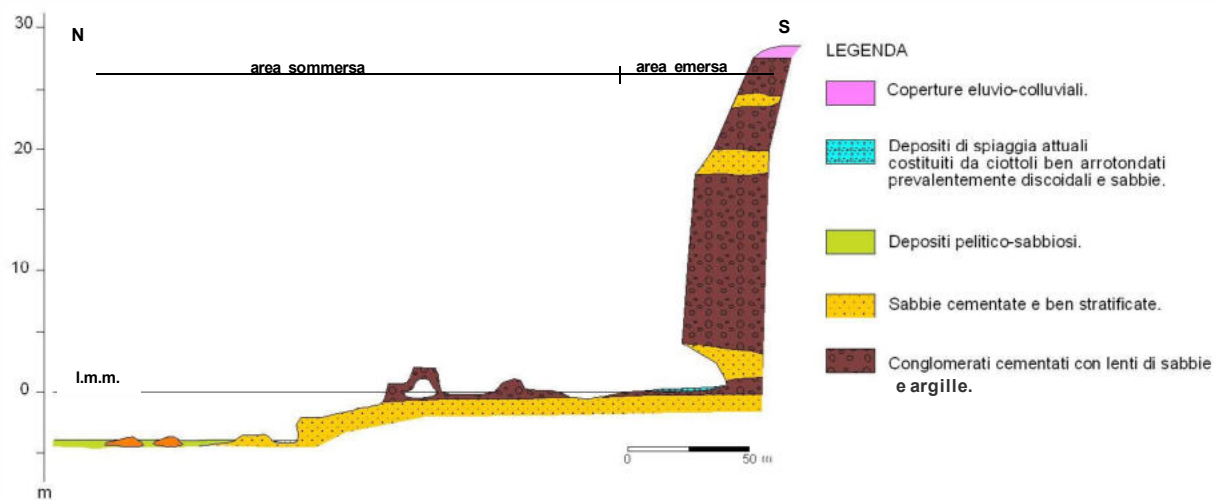 30
N
S
area sommersa
area emersa
20
10
l.m.m.
0
m
0
50 m
LEGENDA
Coperture eluvio-colluviali.
Depositi di spiaggia attuali
costituiti da ciottoli ben arrotondati
prevalentemente discoidali e sabbie.
Depositi pelitico-sabbiosi.
Sabbie cementate e ben stratificate.
Conglomerati cementati con lenti di sabbie
e argille.